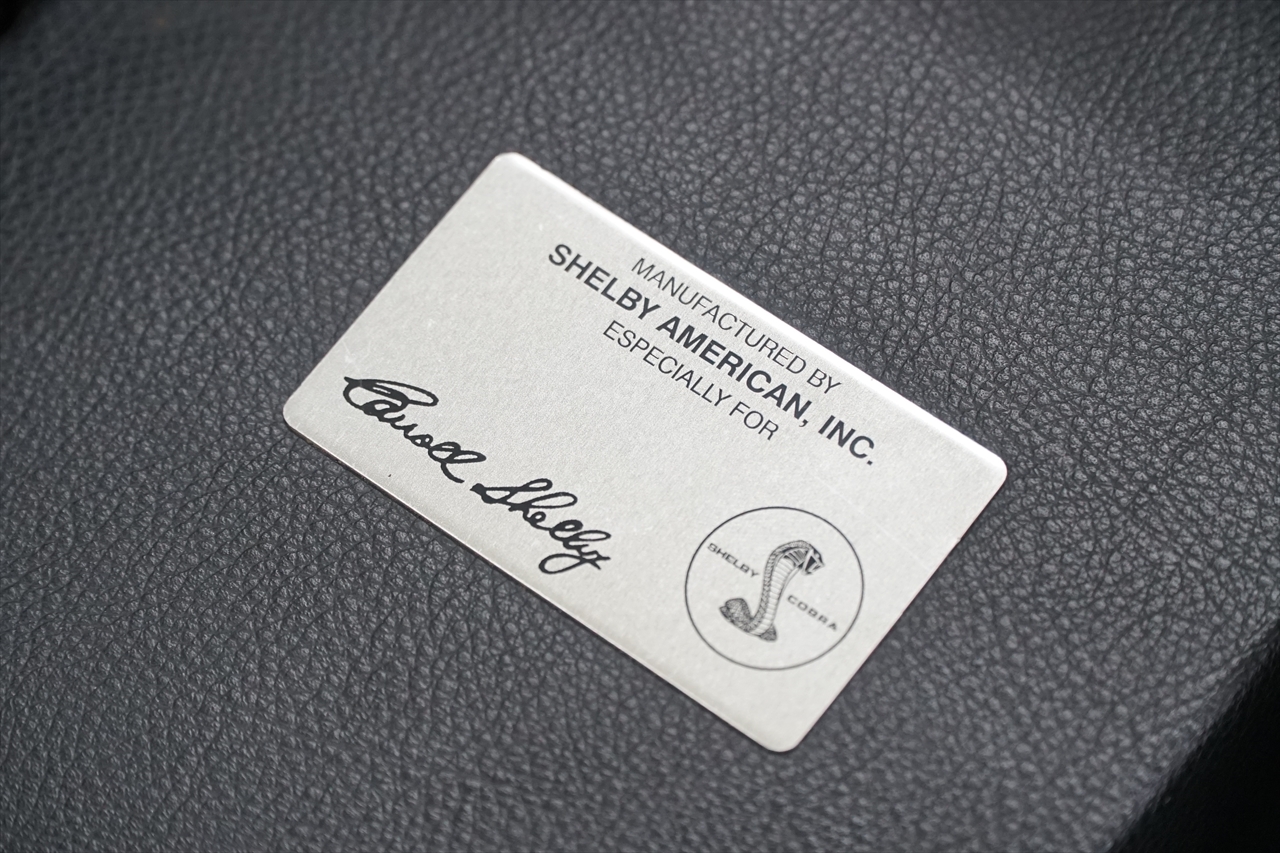 MANUFACTURED BY
SHELBY AMERICAN, INC.
ESPECIALLY FOR
Carroll Shelby
SHELBY COBRA